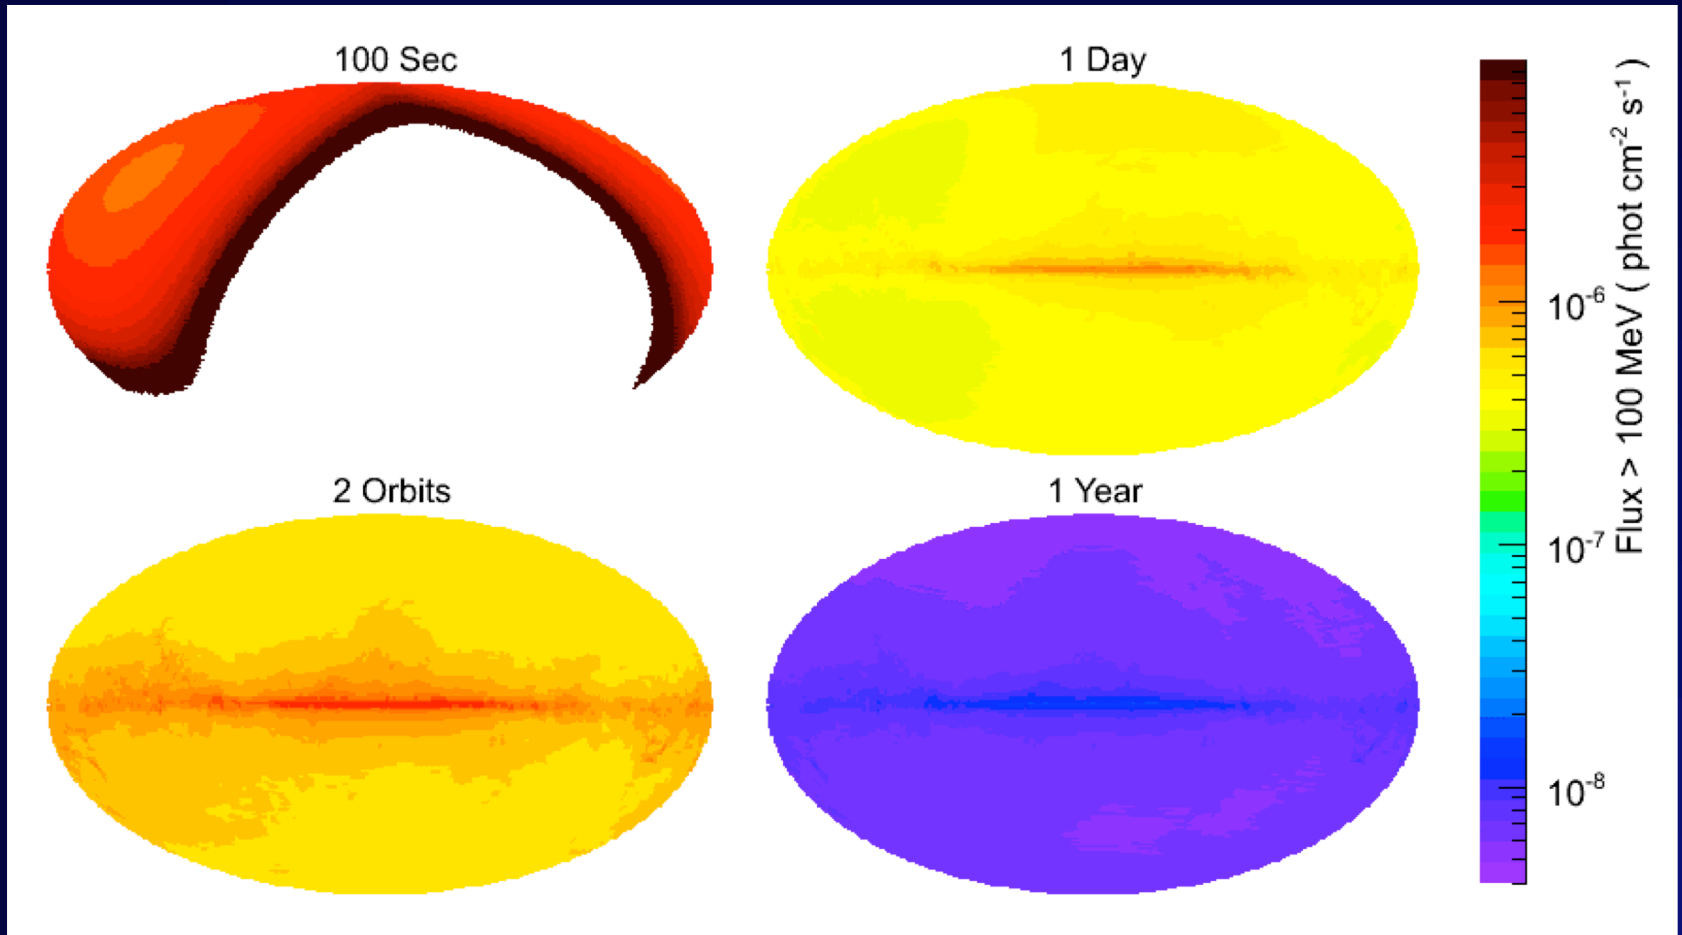 100 Sec
1 Day
2 Orbits
1 Year
10⁻⁶
10⁻⁷
10⁻⁸
Flux > 100 MeV ( phot cm⁻² s⁻¹ )